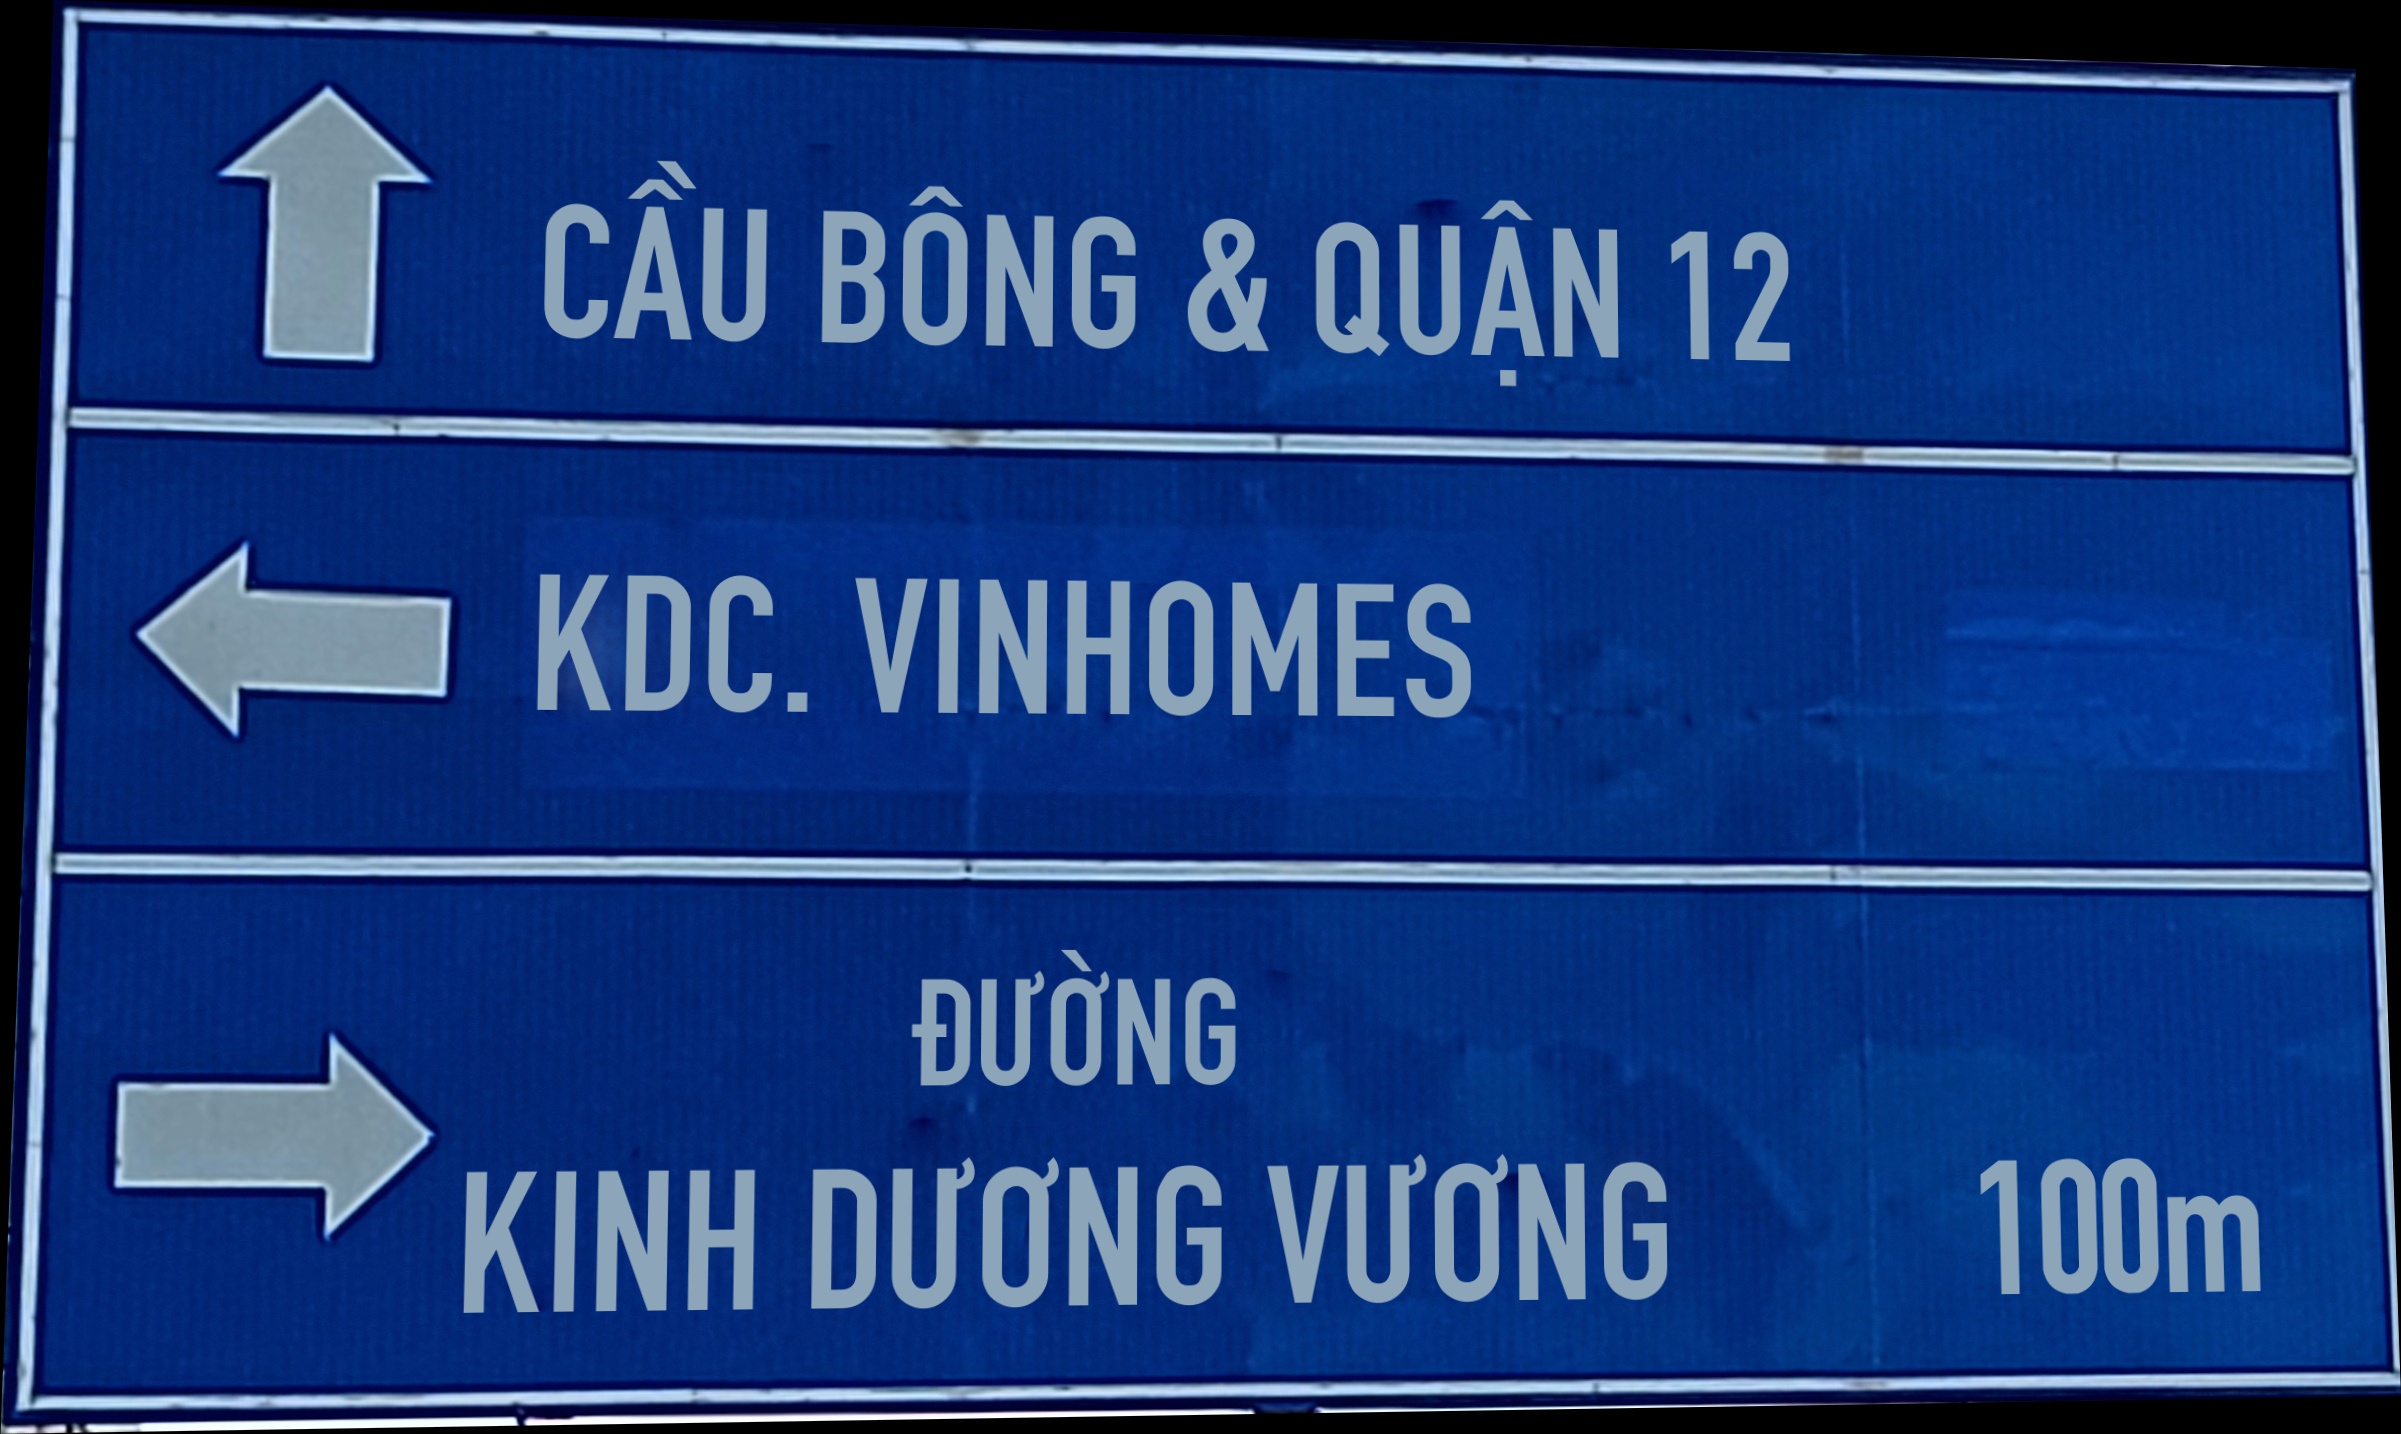 CẦU BÔNG & QUẬN 12
KDC. VINHOMES
ĐƯỜNG
KINH DƯƠNG VƯƠNG 100m